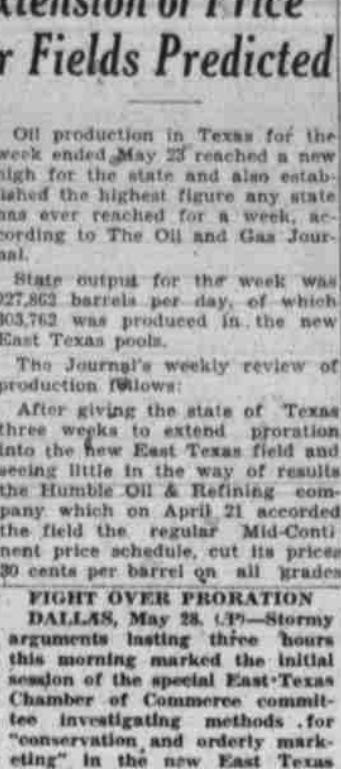 xtension of Price
r Fields Predicted
Oil production in Texas for the
week ended May 23 reached a new
high for the state and also estab-
lished the highest figure any state
has ever reached for a week, ac-
cording to The Oil and Gas Jour-
nal.
State output for the week was
927,862 barrels per day, of which
303,762 was produced in the new
East Texas pools.
The Journal's weekly review of
production follows:
After giving the state of Texas
three weeks to extend proration
into the new East Texas field and
seeing little in the way of results
the Humble Oil & Refining com-
pany which on April 21 accorded
the field the regular Mid-Conti
nent price schedule, cut its prices
30 cents per barrel on all grades
FIGHT OVER PRORATION
DALLAS, May 28. (AP)—Stormy
arguments lasting three hours
this morning marked the initial
session of the special East Texas
Chamber of Commerce commit-
tee investigating methods for
"conservation and orderly mark-
eting" in the new East Texas